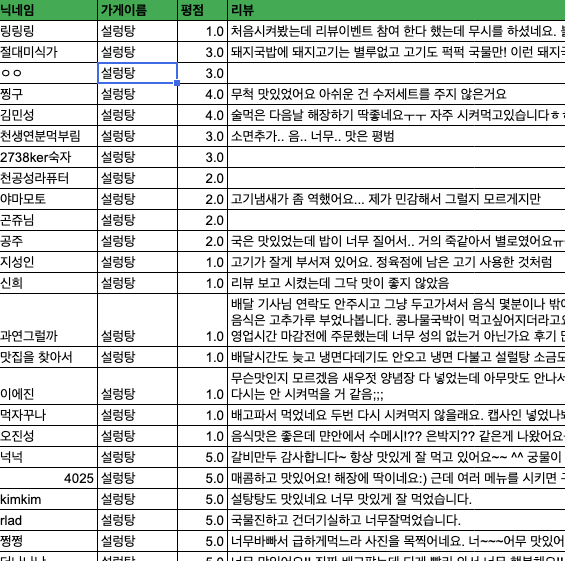 닉네임 가게이름 평점 리뷰
링링링 설렁탕 1.0 처음시켜봤는데 리뷰이벤트 참여 한다 했는데 무시를 하셨네요.
절대미식가 설렁탕 3.0 돼지국밥에 돼지고기는 별루없고 고기도 퍽퍽 국물만! 이런
ㅇㅇ 설렁탕 3.0
찡구 설렁탕 4.0 무척 맛있었어요 아쉬운 건 수저세트를 주지 않은거요
김민성 설렁탕 4.0 술먹은 다음날 해장하기 딱좋네요ㅜㅜ 자주 시켜먹고있습니다ㅎ
천생연분먹부림 설렁탕 3.0 소면추가.. 음.. 너무.. 맛은 평범
2738ker숙자 설렁탕 3.0
천공성라퓨터 설렁탕 2.0
야마모토 설렁탕 2.0 고기냄새가 좀 역했어요... 제가 민감해서 그럴지 모르게지만
곤쥬님 설렁탕 2.0
공주 설렁탕 2.0 국은 맛있었는데 밥이 너무 질어서.. 거의 죽같아서 별로였어요ㅠ
지성인 설렁탕 1.0 고기가 잘게 부서져 있어요. 정육점에 남은 고기 사용한 것처럼
신희 설렁탕 1.0 리뷰 보고 시켰는데 그닥 맛이 좋지 않았음
배달 기사님 연락도 안주시고 그냥 두고가셔서 음식 몇분이나
음식은 고추가루 부었나봅니다. 콩나물국밥이 먹고싶어지더라고요
과연그럴까 설렁탕 1.0 영업시간 마감전에 주문했는데 너무 성의 없는거 아닌가요 후기
맛집을 찾아서 설렁탕 1.0 배달시간도 늦고 냉면다데기도 안오고 냉면 다불고 설렁탕 소금도
무슨맛인지 모르겠음 새우젓 양념장 다 넣었는데 아무맛도
이에진 설렁탕 1.0 다시는 안 시켜먹을 거 같음;;;
먹자꾸나 설렁탕 1.0 배고파서 먹었네요 두번 다시 시켜먹지 않을래요. 캡사인
오진성 설렁탕 1.0 음식맛은 좋은데 먄안에서 수메시!?? 은박지?? 같은게
넉넉 설렁탕 5.0 갈비만두 감사합니다~ 항상 맛있게 잘 먹고 있어요~~ ^^ 궁물이
4025 설렁탕 5.0 매콤하고 맛있어요! 해장에 딱이네요:) 근데 여러 메뉴를 시키면
kimkim 설렁탕 5.0 설탕탕도 맛있네요 너무 맛있게 잘 먹었습니다.
rlad 설렁탕 5.0 국물진하고 건더기실하고 너무잘먹었습니다.
쩡쩡 설렁탕 5.0 너무바빠서 급하게먹느라 사진을 목찍어네요. 너~~~어무